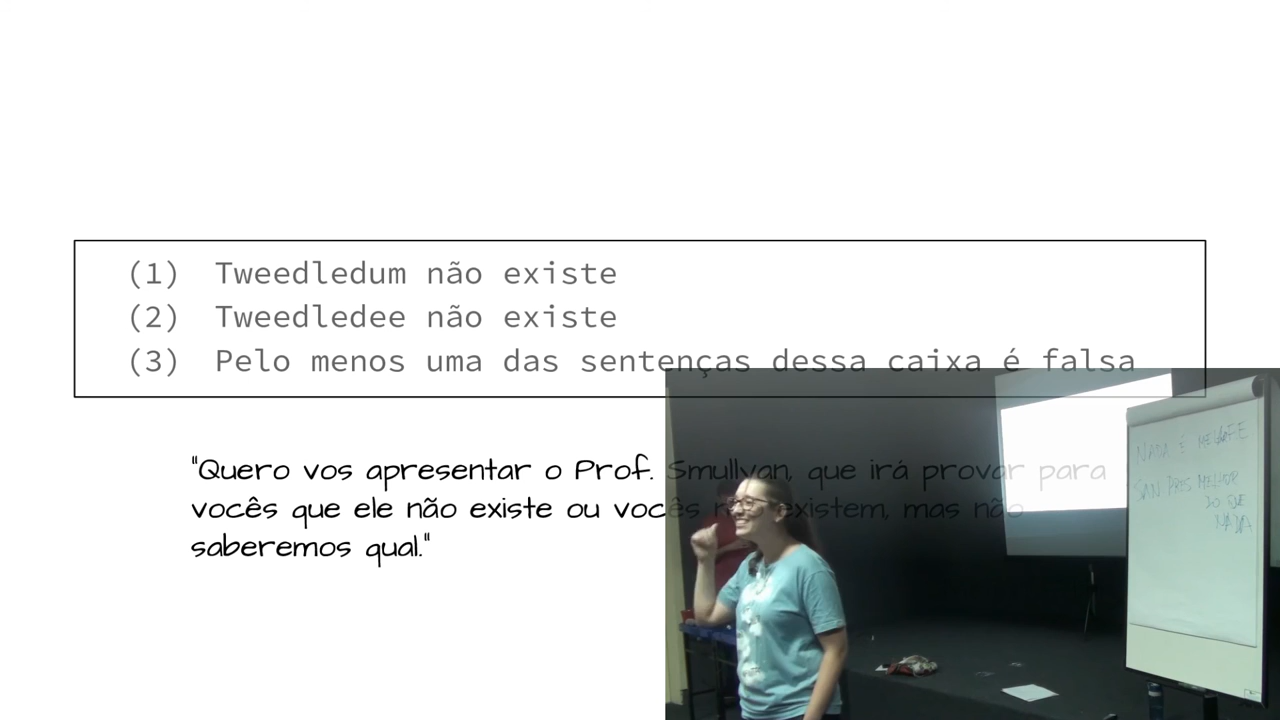 (1) Tweedledum não existe
(2) Tweedledee não existe
(3) Pelo menos uma das sentenças dessa caixa é falsa
"Quero vos apresentar o Prof. Smullyan, que irá provar para
vocês que ele não existe ou vocês não existem, mas não
saberemos qual."
NADA É MELHOR
MELHOR
DO QUE
NADA